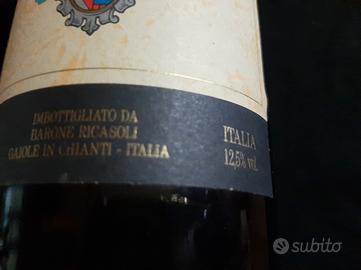 IMBOTTIGLIATO DA
BARONE RICASOLI
GAIOLE IN CHIANTI - ITALIA
ITALIA
12,5% vol.
subito